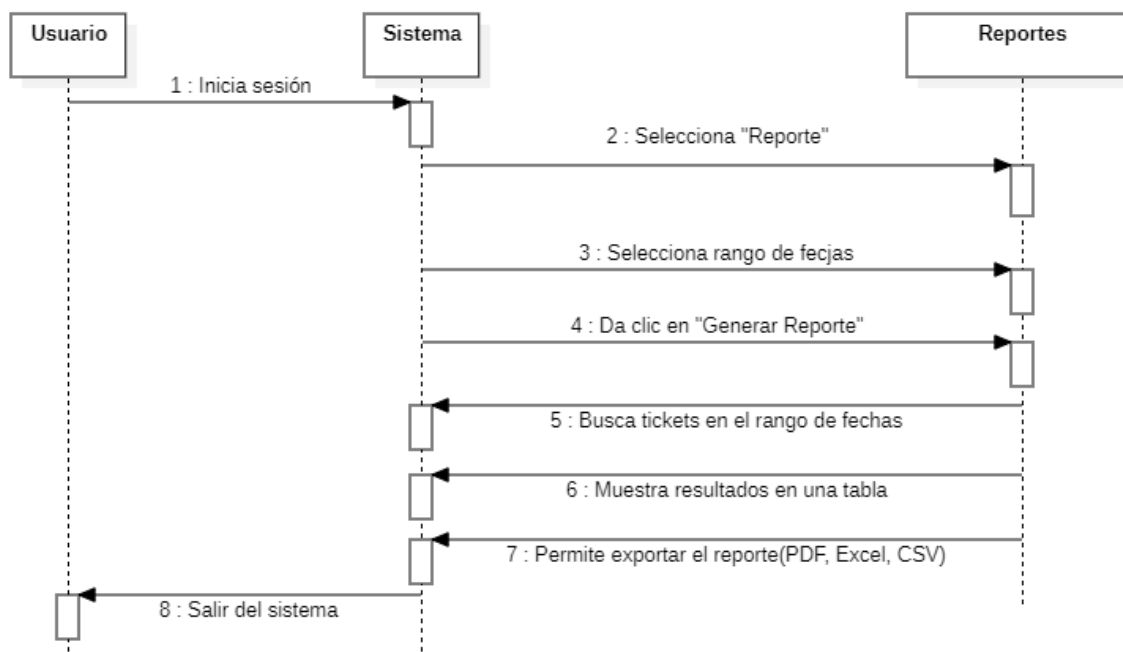 Usuario
Sistema
Reportes
1 : Inicia sesión
2 : Selecciona "Reporte"
3 : Selecciona rango de fecjas
4 : Da clic en "Generar Reporte"
5 : Busca tickets en el rango de fechas
6 : Muestra resultados en una tabla
7 : Permite exportar el reporte(PDF, Excel, CSV)
8 : Salir del sistema